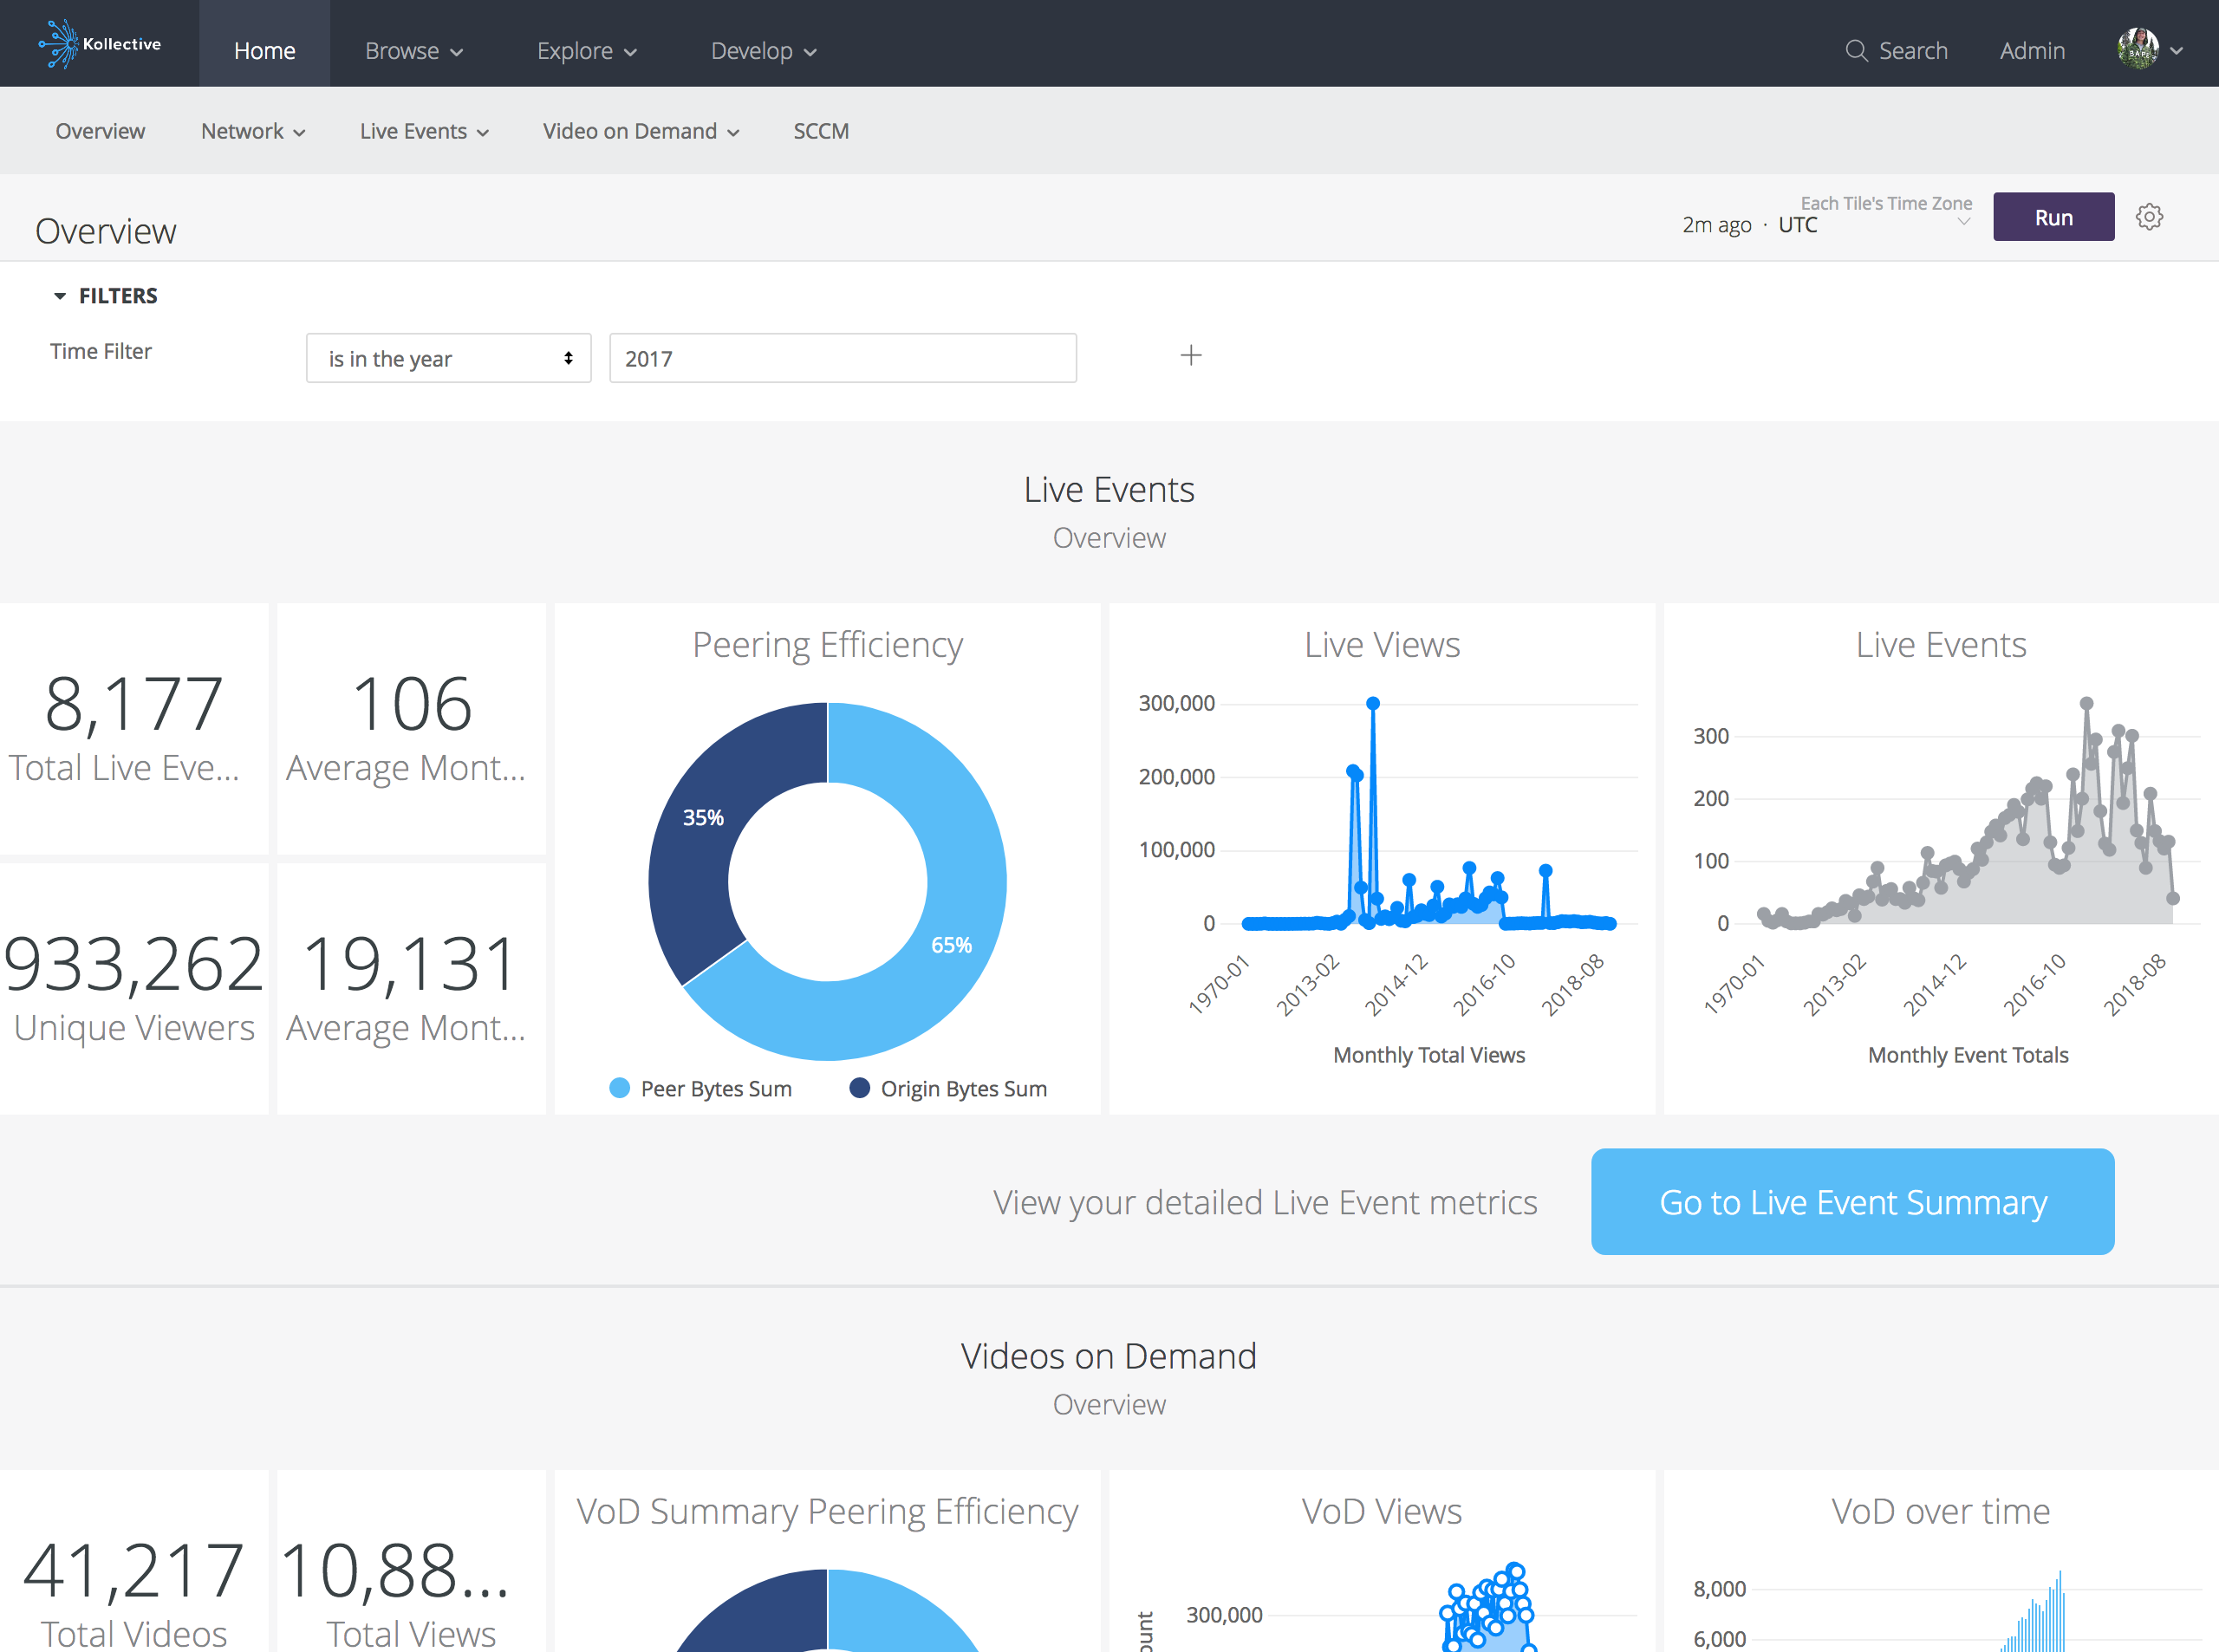 Kollective
Home
Browse
Explore
Develop
Search
Admin
Overview
Network
Live Events
Video on Demand
SCCM
Overview
Each Tile's Time Zone
2m ago · UTC
Run
FILTERS
Time Filter
is in the year
2017
Live Events
Overview
8,177
Total Live Eve...
106
Average Mont...
933,262
Unique Viewers
19,131
Average Mont...
Peering Efficiency
35%
65%
Peer Bytes Sum
Origin Bytes Sum
Live Views
300,000
200,000
100,000
0
1970-01
2013-02
2014-12
2016-10
2018-08
Monthly Total Views
Live Events
300
200
100
0
1970-01
2013-02
2014-12
2016-10
2018-08
Monthly Event Totals
View your detailed Live Event metrics
Go to Live Event Summary
Videos on Demand
Overview
41,217
Total Videos
10,88...
Total Views
VoD Summary Peering Efficiency
VoD Views
300,000
VoD over time
8,000
6,000